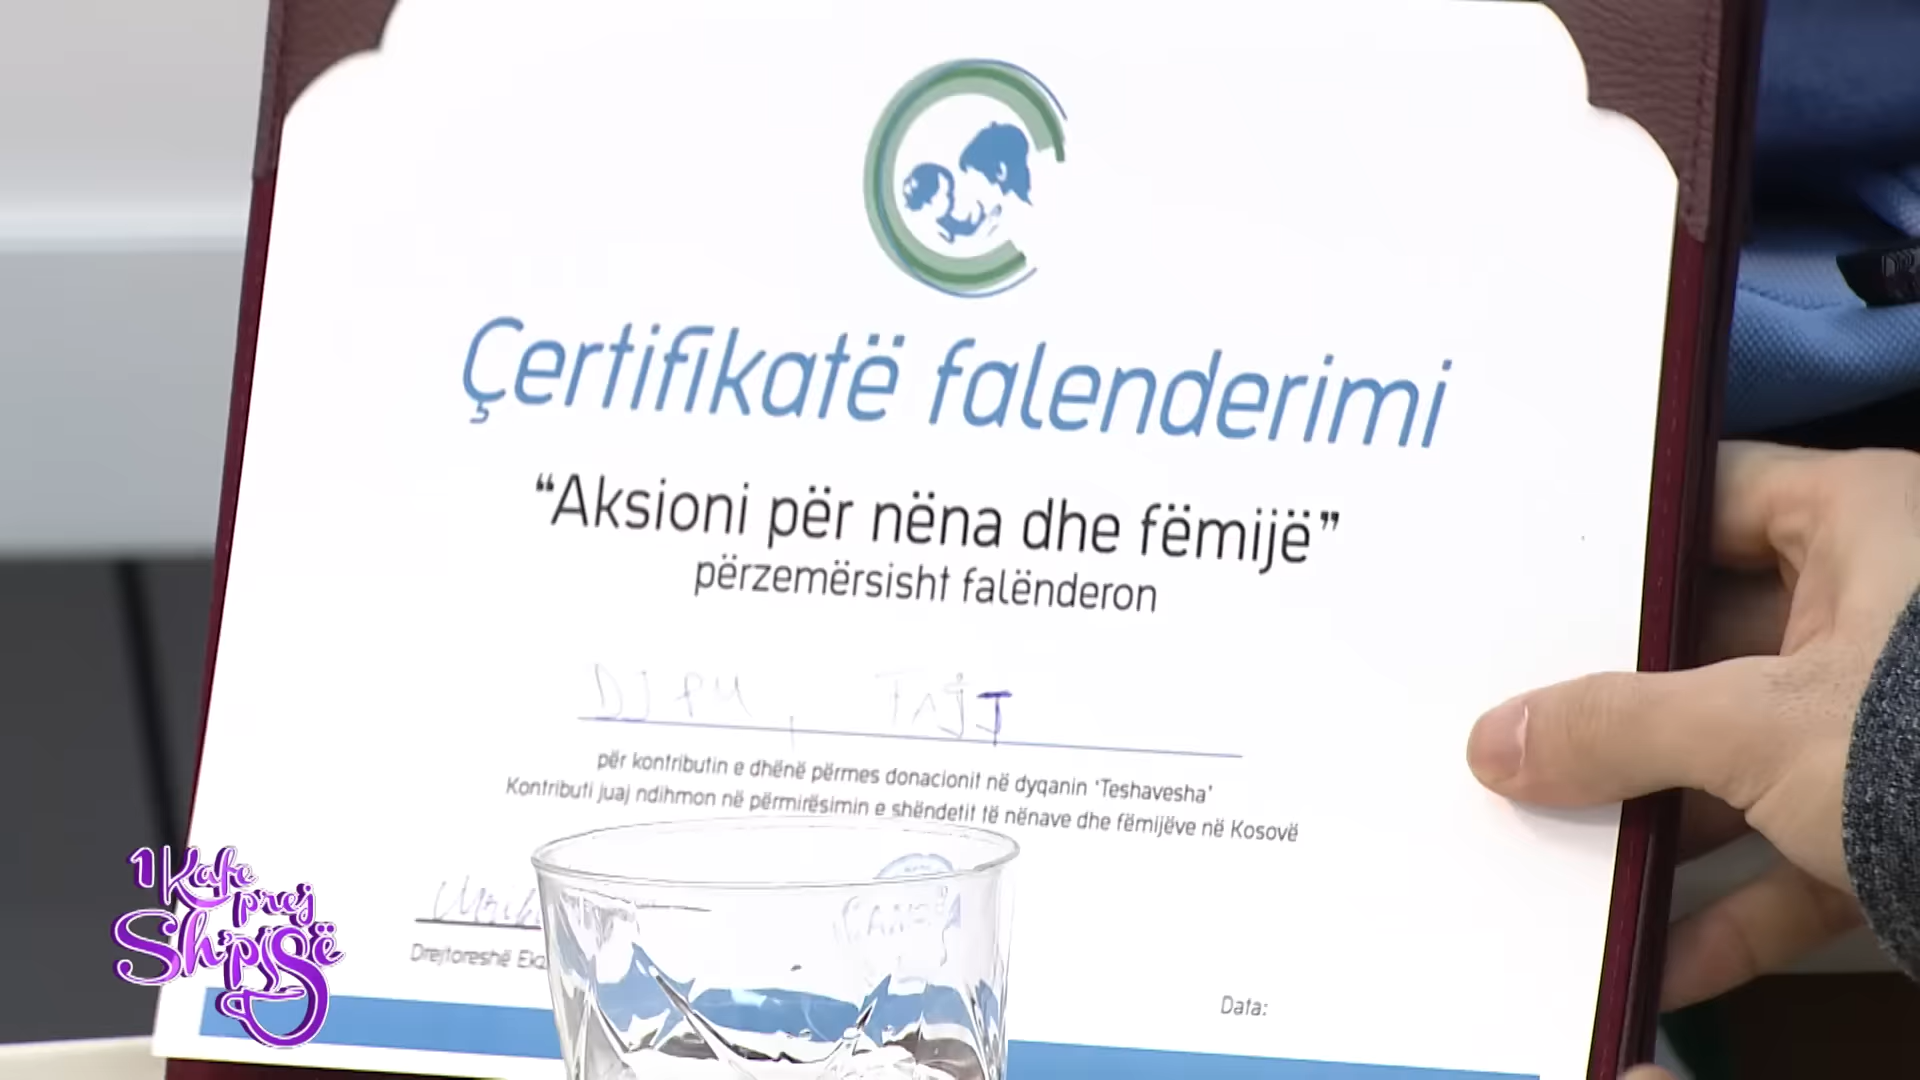 Çertifikatë falenderimi
“Aksioni për nëna dhe fëmijë”
përzemërsisht falënderon
për kontributin e dhënë përmes donacionit në dyqanin ‘Teshavesha’
Kontributi juaj ndihmon në përmirësimin e shëndetit të nënave dhe fëmijëve në Kosovë
Drejtoreshë
Data:
1 Kafe
prej
Shpisë